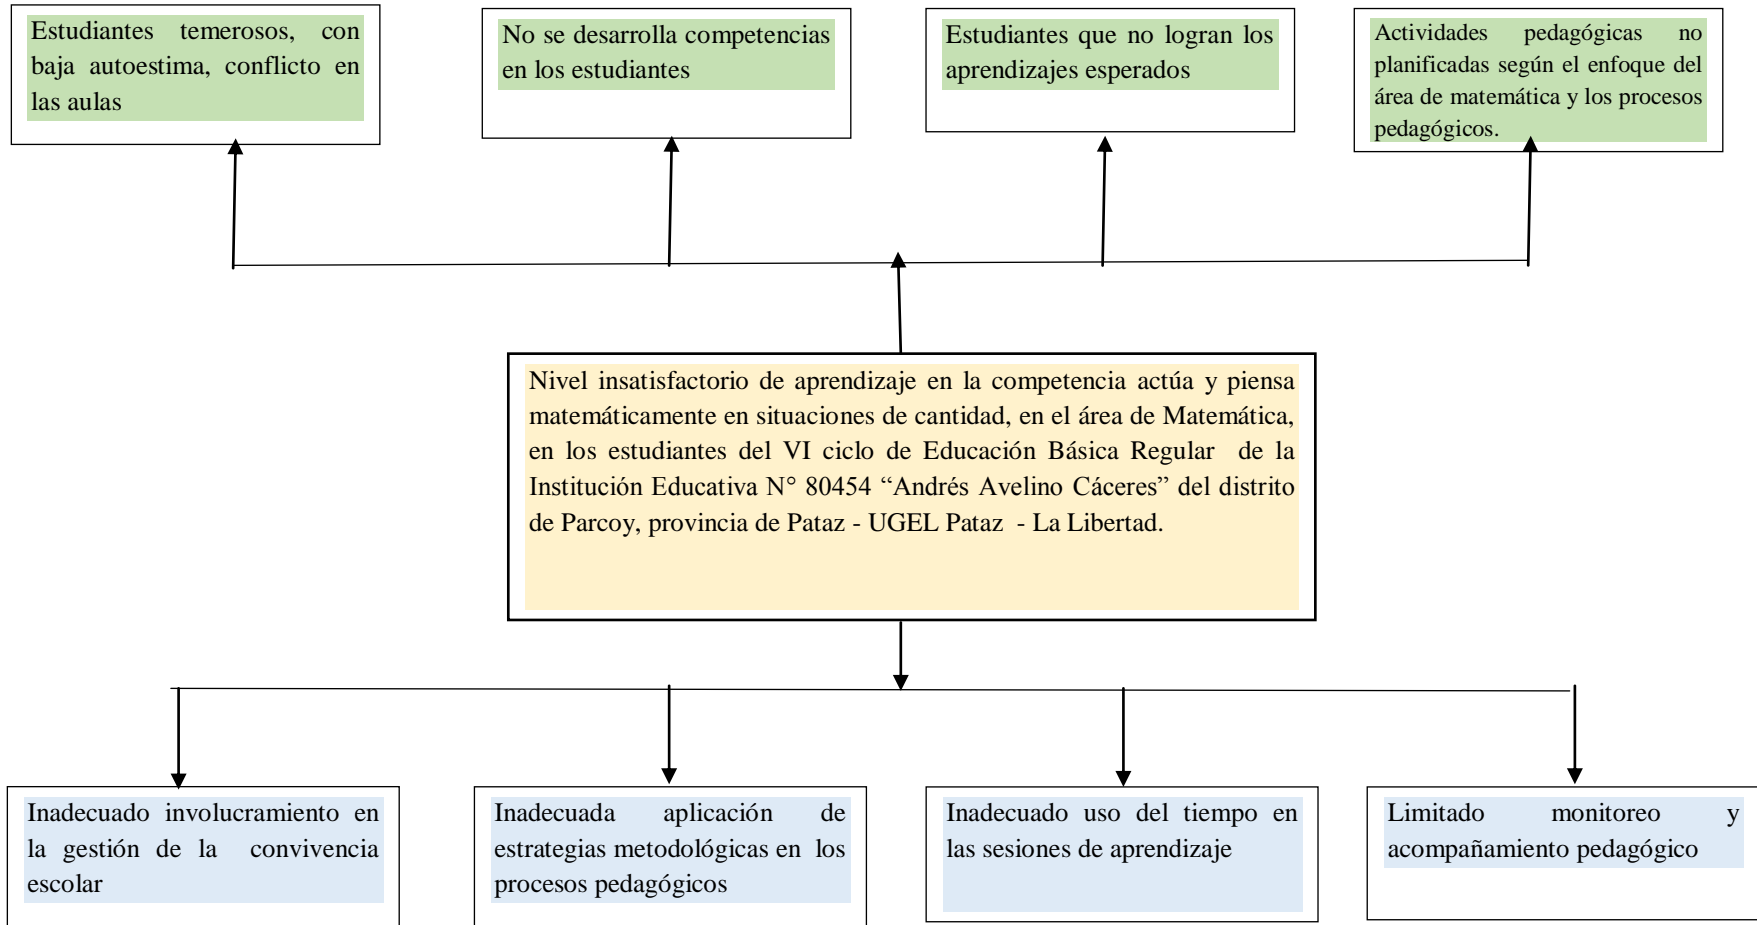 Estudiantes temerosos, con
baja autoestima, conflicto en
las aulas
No se desarrolla competencias
en los estudiantes
Estudiantes que no logran los
aprendizajes esperados
Actividades pedagógicas no
planificadas según el enfoque del
área de matemática y los procesos
pedagógicos.
Nivel insatisfactorio de aprendizaje en la competencia actúa y piensa
matemáticamente en situaciones de cantidad, en el área de Matemática,
en los estudiantes del VI ciclo de Educación Básica Regular de la
Institución Educativa N° 80454 “Andrés Avelino Cáceres” del distrito
de Parcoy, provincia de Pataz - UGEL Pataz - La Libertad.
Inadecuado involucramiento en
la gestión de la convivencia
escolar
Inadecuada aplicación de
estrategias metodológicas en los
procesos pedagógicos
Inadecuado uso del tiempo en
las sesiones de aprendizaje
Limitado monitoreo y
acompañamiento pedagógico